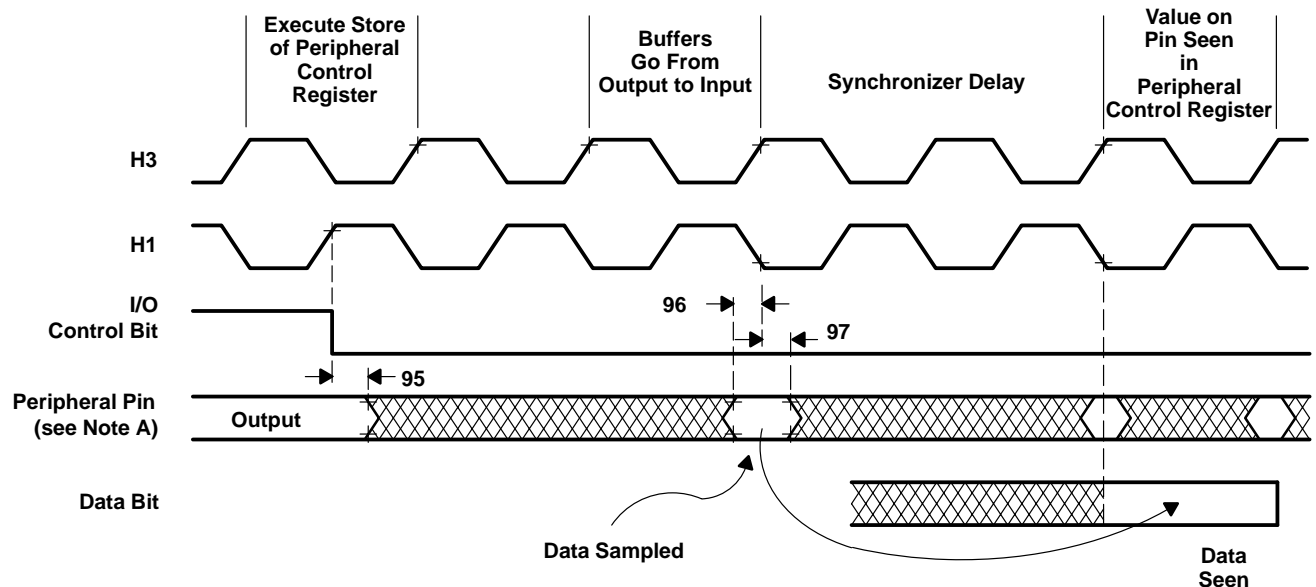 Execute Store
of Peripheral
Control
Register
Buffers
Go From
Output to Input
Synchronizer Delay
Value on
Pin Seen
in
Peripheral
Control Register
H3
H1
I/O
Control Bit
96
97
95
Peripheral Pin
(see Note A)
Output
Data Bit
Data Sampled
Data
Seen